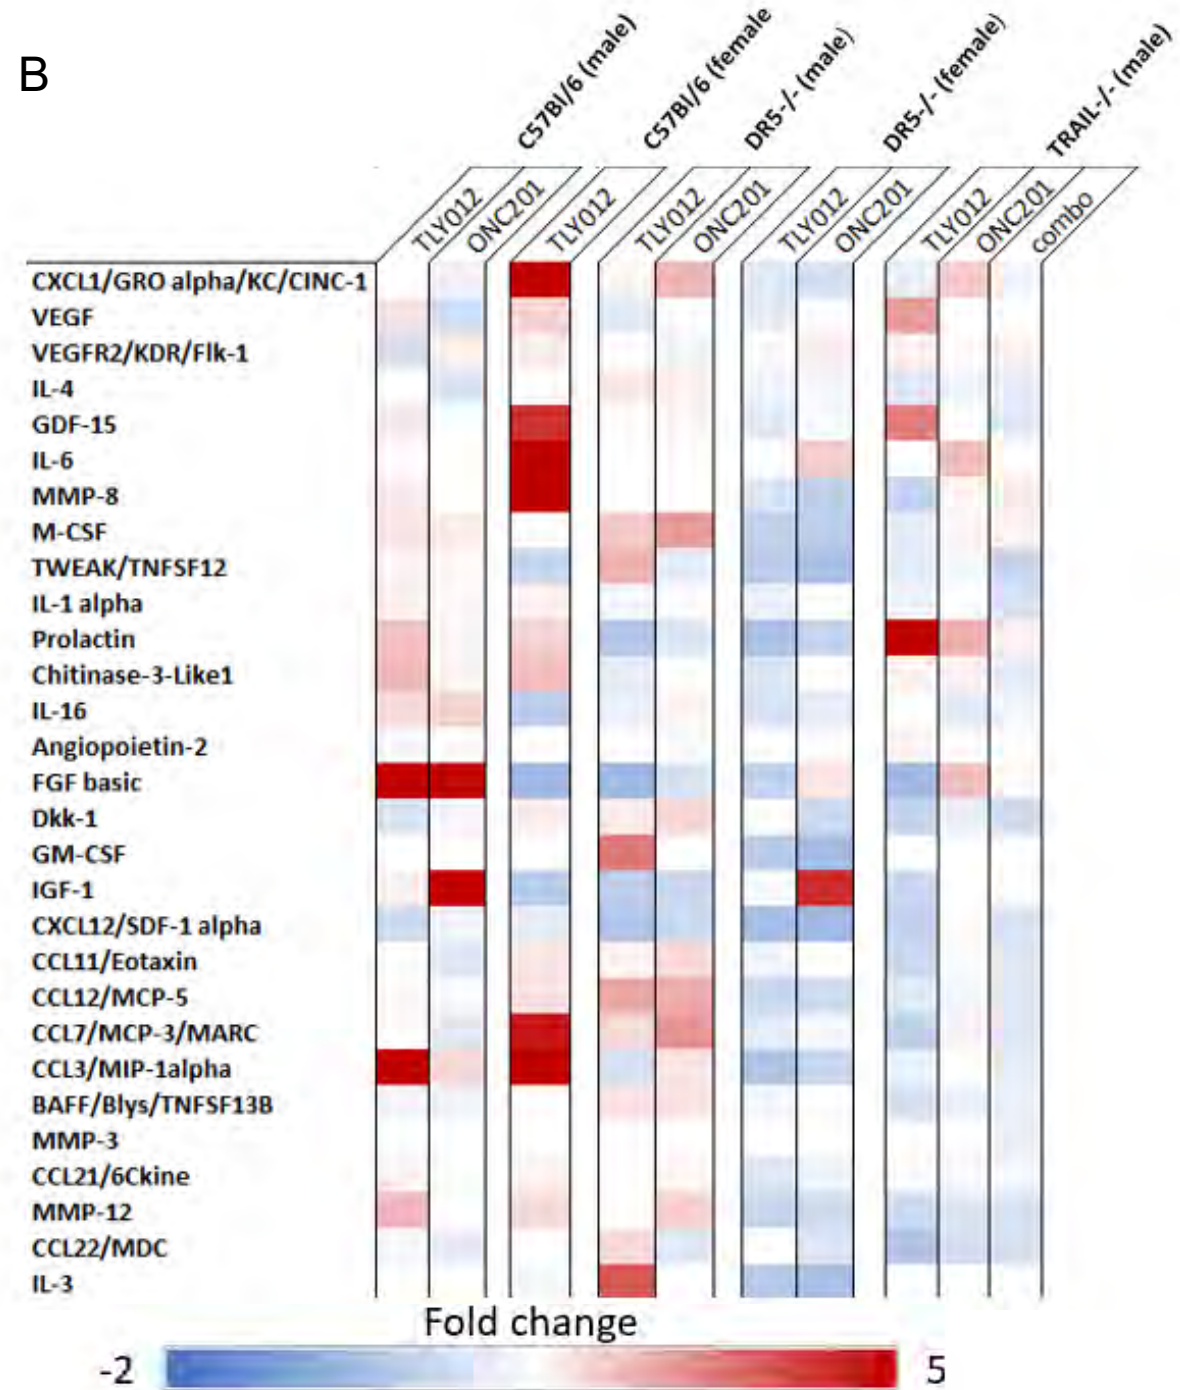 B
C57Bl/6 (male)
C57Bl/6 (female
DR5-/- (male)
DR5-/- (female)
TRAIL-/- (male)
TLY012
ONC201
TLY012
TLY012
ONC201
TLY012
ONC201
TLY012
ONC201
combo
CXCL1/GRO alpha/KC/CINC-1
VEGF
VEGFR2/KDR/Flk-1
IL-4
GDF-15
IL-6
MMP-8
M-CSF
TWEAK/TNFSF12
IL-1 alpha
Prolactin
Chitinase-3-Like1
IL-16
Angiopoietin-2
FGF basic
Dkk-1
GM-CSF
IGF-1
CXCL12/SDF-1 alpha
CCL11/Eotaxin
CCL12/MCP-5
CCL7/MCP-3/MARC
CCL3/MIP-1alpha
BAFF/Blys/TNFSF13B
MMP-3
CCL21/6Ckine
MMP-12
CCL22/MDC
IL-3
Fold change
-2 5